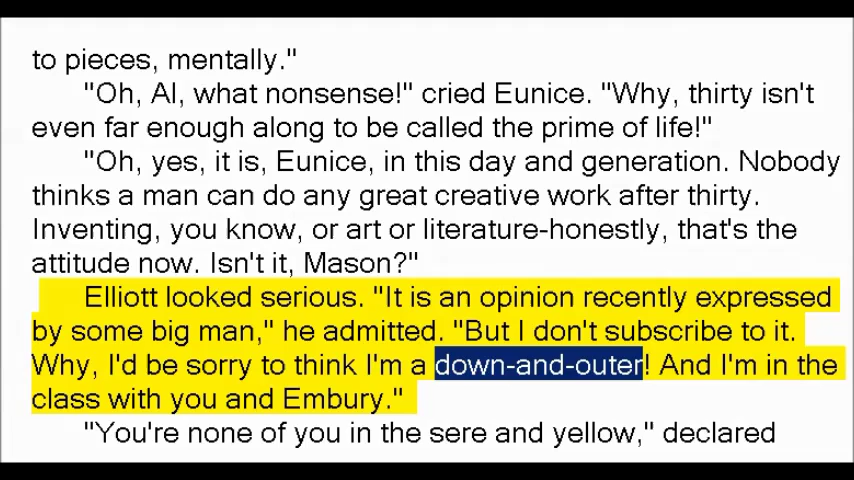 to pieces, mentally."
"Oh, Al, what nonsense!" cried Eunice. "Why, thirty isn't
even far enough along to be called the prime of life!"
"Oh, yes, it is, Eunice, in this day and generation. Nobody
thinks a man can do any great creative work after thirty.
Inventing, you know, or art or literature-honestly, that's the
attitude now. Isn't it, Mason?"
Elliott looked serious. "It is an opinion recently expressed
by some big man," he admitted. "But I don't subscribe to it.
Why, I'd be sorry to think I'm a down-and-outer! And I'm in the
class with you and Embury."
"You're none of you in the sere and yellow," declared